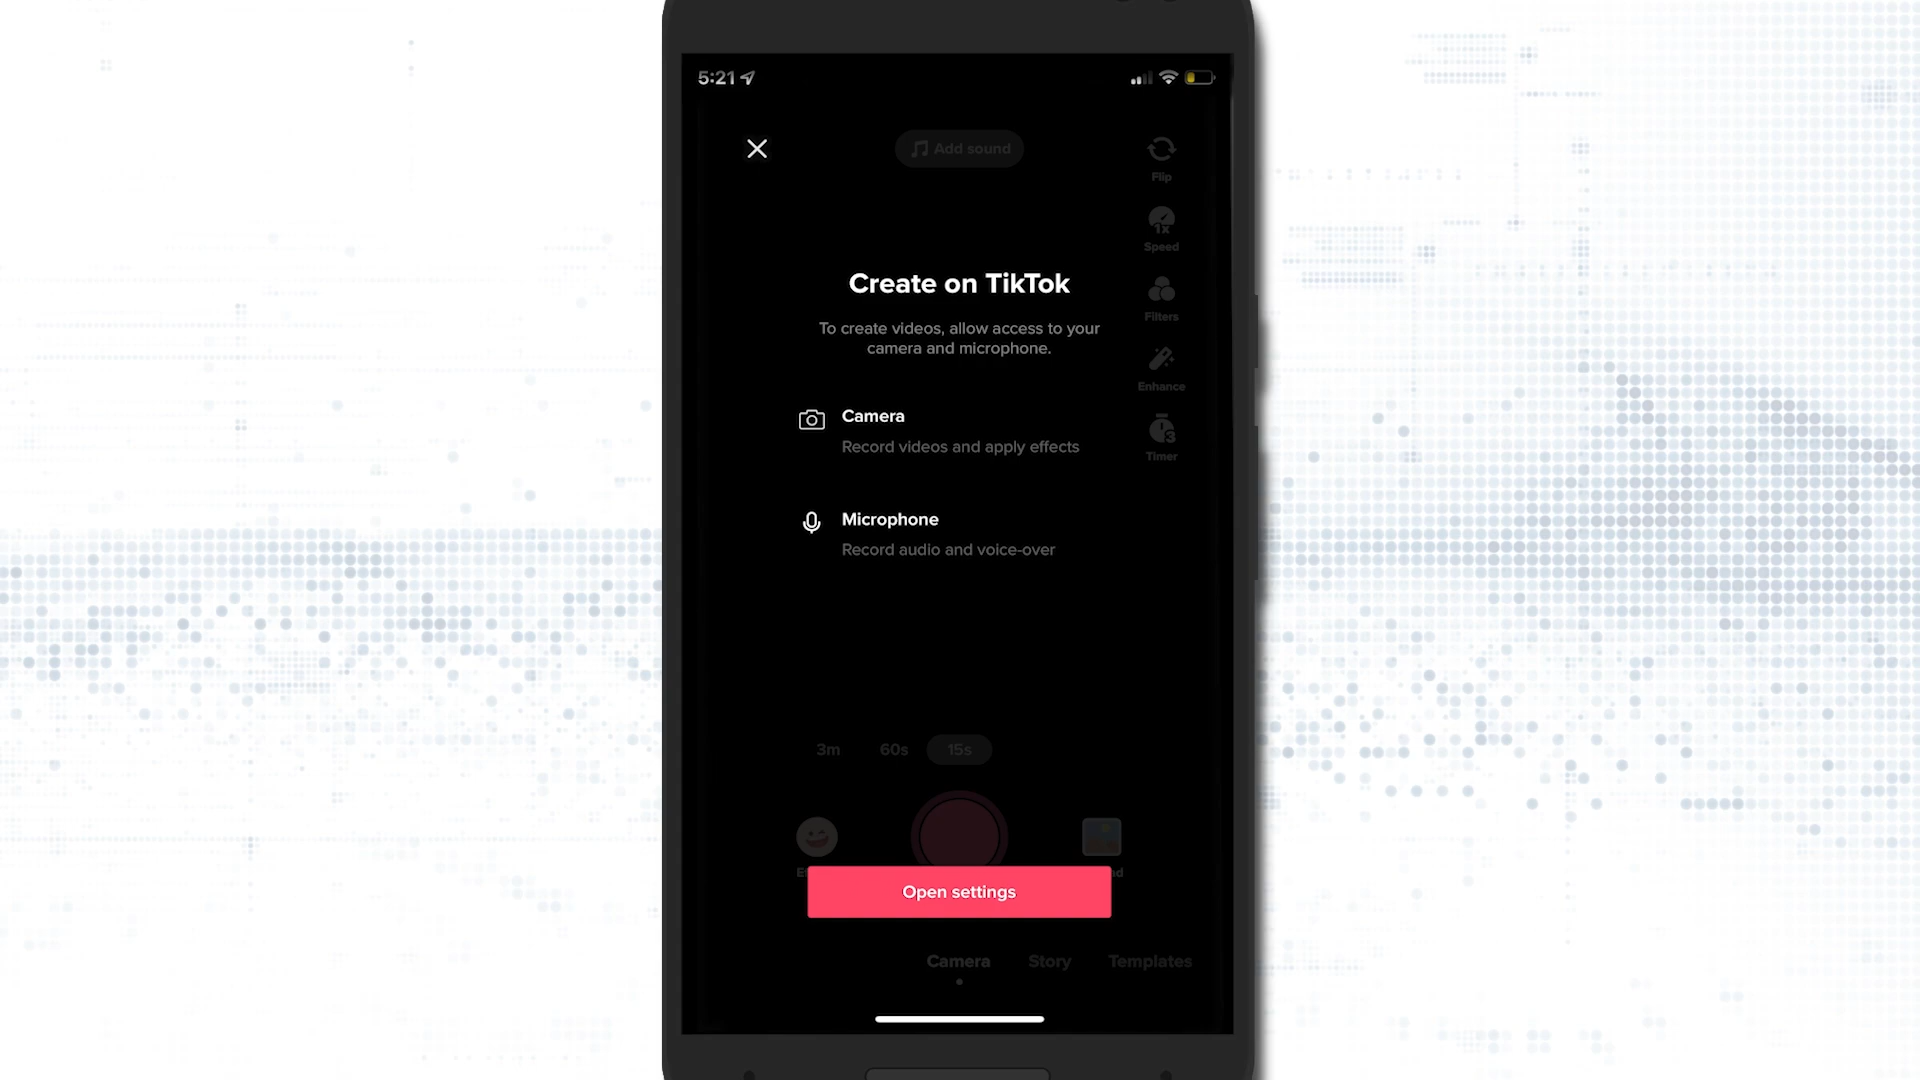 5:21
Add sound
Flip
1x
Speed
Create on TikTok
Filters
To create videos, allow access to your
camera and microphone.
Enhance
Camera
Record videos and apply effects
3
Timer
Microphone
Record audio and voice-over
3m 60s 15s
Open settings
Camera Story Templates